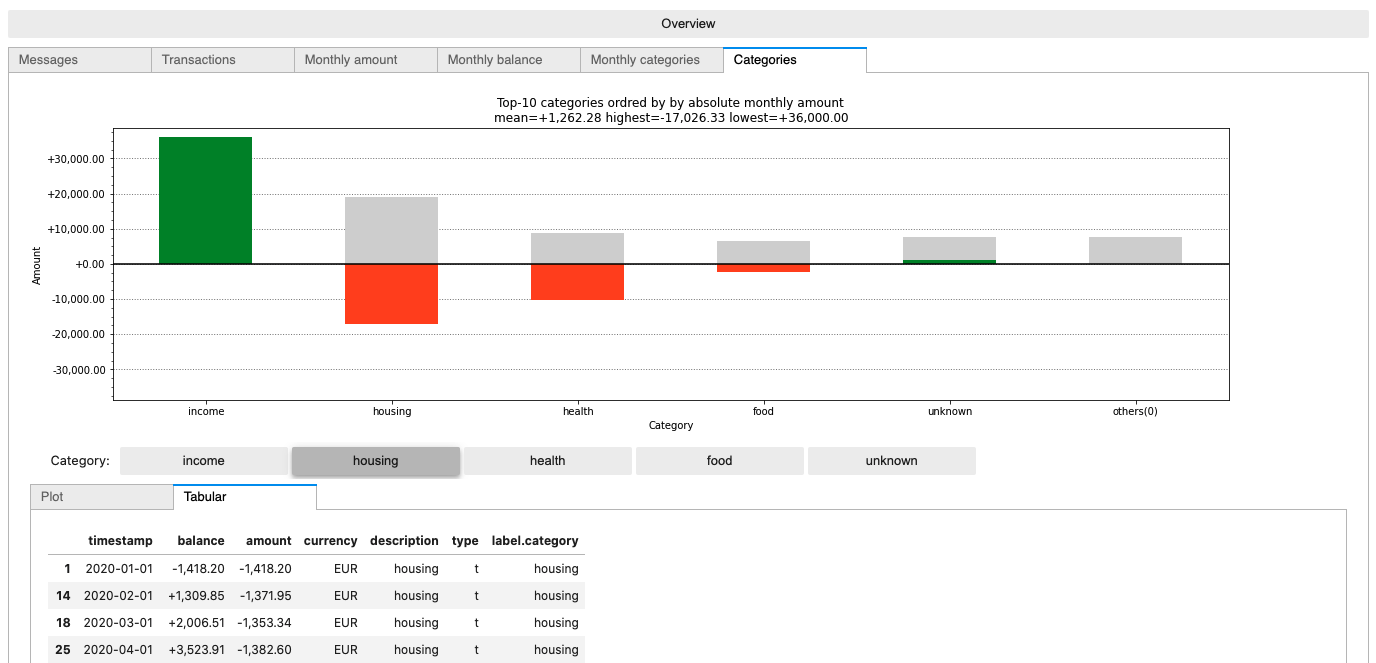 Overview
Messages Transactions Monthly amount Monthly balance Monthly categories Categories
Top-10 categories ordred by by absolute monthly amount
mean=+1,262.28 highest=-17,026.33 lowest=+36,000.00
+30,000.00
+20,000.00
+10,000.00
+0.00
-10,000.00
-20,000.00
-30,000.00
Amount
income housing health food unknown others(0)
Category
Category: income housing health food unknown
Plot Tabular
timestamp balance amount currency description type label.category
1 2020-01-01 -1,418.20 -1,418.20 EUR housing t housing
14 2020-02-01 +1,309.85 -1,371.95 EUR housing t housing
18 2020-03-01 +2,006.51 -1,353.34 EUR housing t housing
25 2020-04-01 +3,523.91 -1,382.60 EUR housing t housing